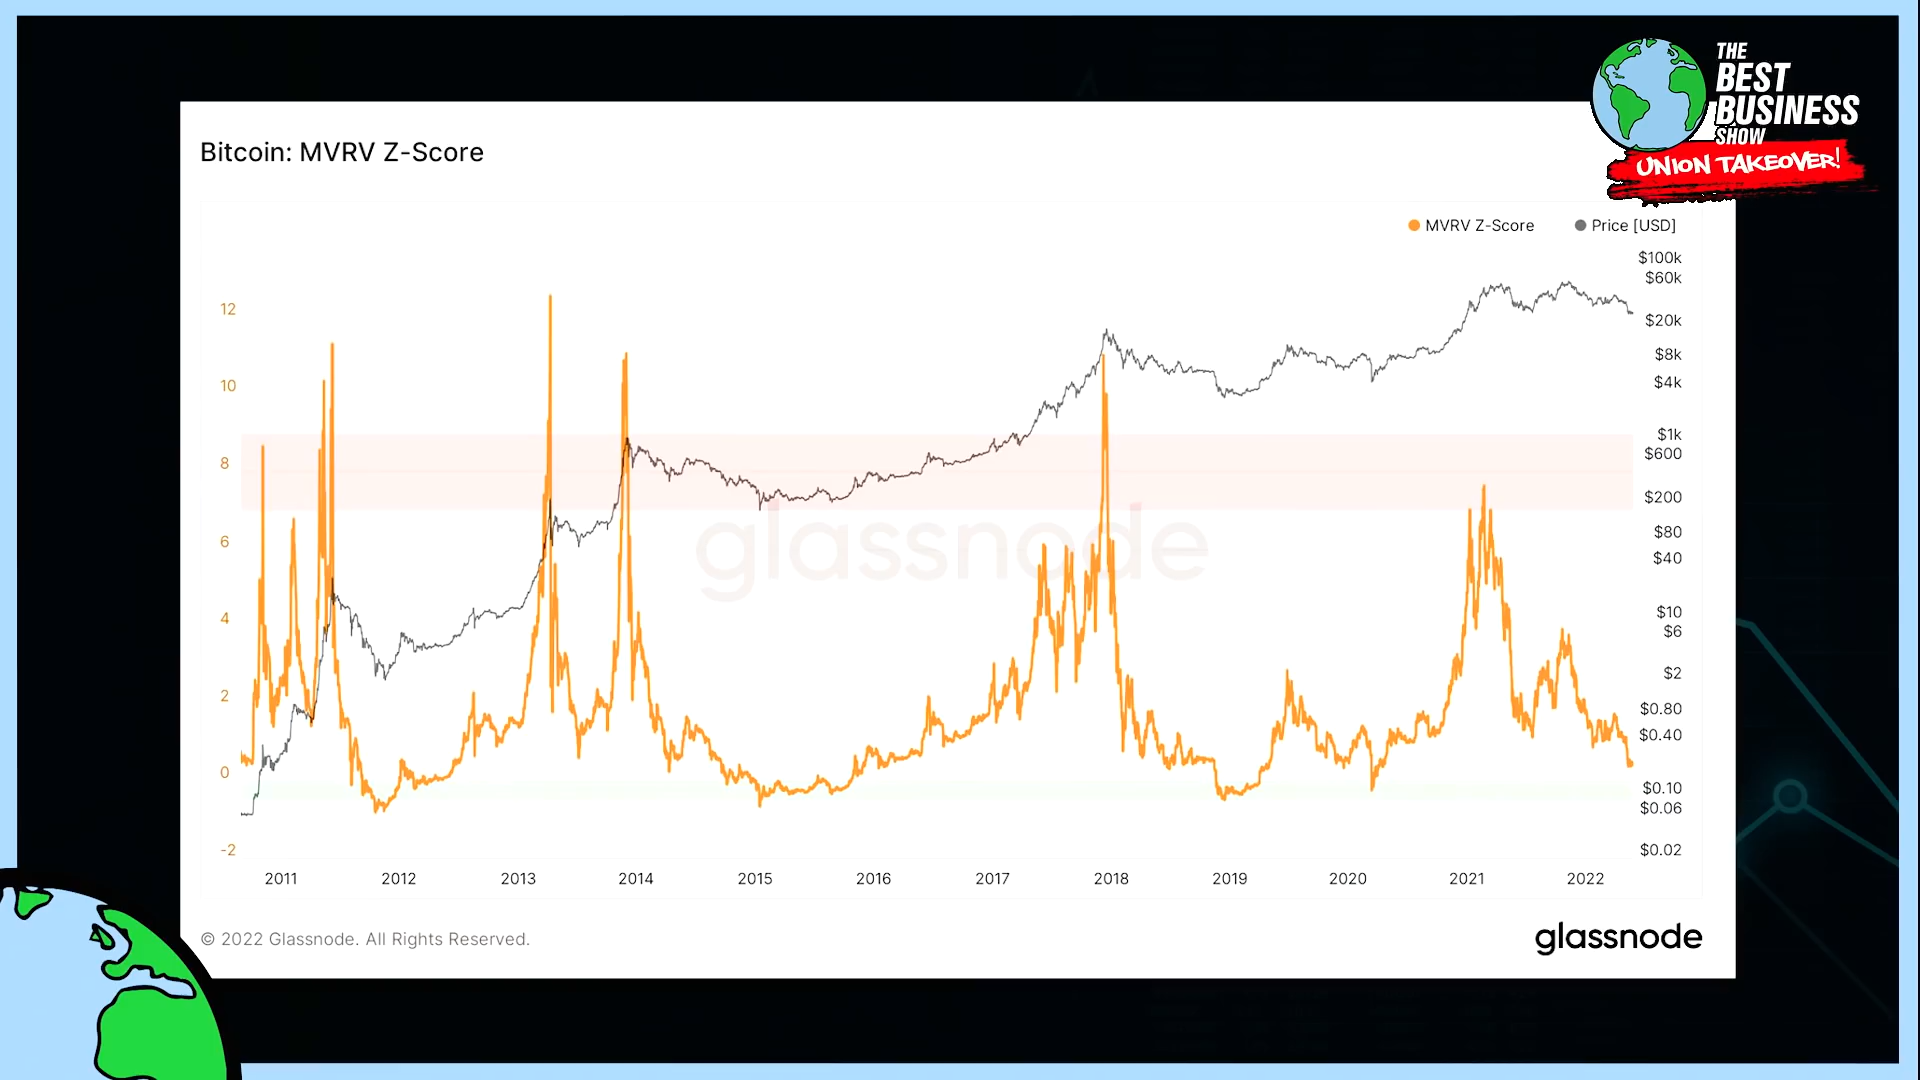 THE
BEST
BUSINESS
SHOW
UNION TAKEOVER!
Bitcoin: MVRV Z-Score
MVRV Z-Score Price [USD]
12
10
8
6
4
2
0
-2
$100k
$60k
$20k
$8k
$4k
$1k
$600
$200
$80
$40
$10
$6
$2
$0.80
$0.40
$0.10
$0.06
$0.02
glassnode
2011 2012 2013 2014 2015 2016 2017 2018 2019 2020 2021 2022
© 2022 Glassnode. All Rights Reserved.
glassnode